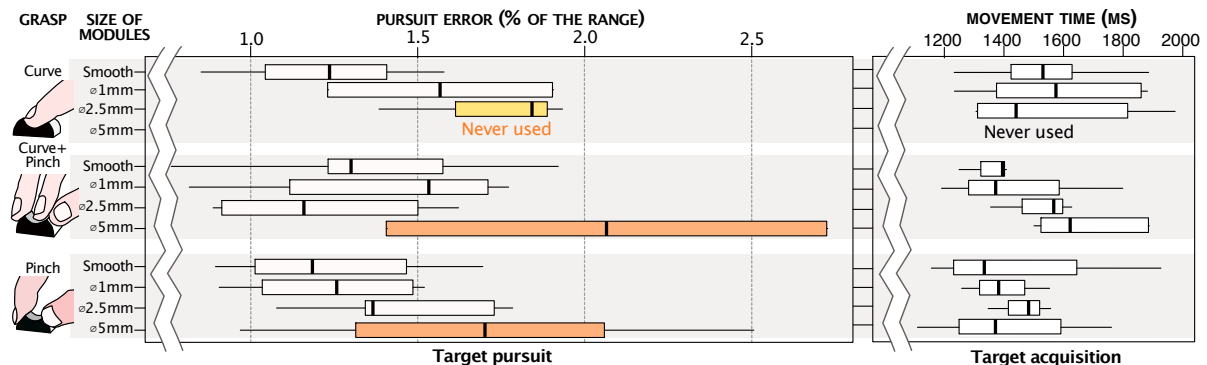 GRASP SIZE OF MODULES PURSUIT ERROR (% OF THE RANGE) MOVEMENT TIME (MS)
1.0 1.5 2.0 2.5 1200 1400 1600 1800 2000
Curve
Smooth
⌀1mm
⌀2.5mm
⌀5mm Never used Never used
Curve+
Pinch
Smooth
⌀1mm
⌀2.5mm
⌀5mm
Pinch
Smooth
⌀1mm
⌀2.5mm
⌀5mm
Target pursuit Target acquisition